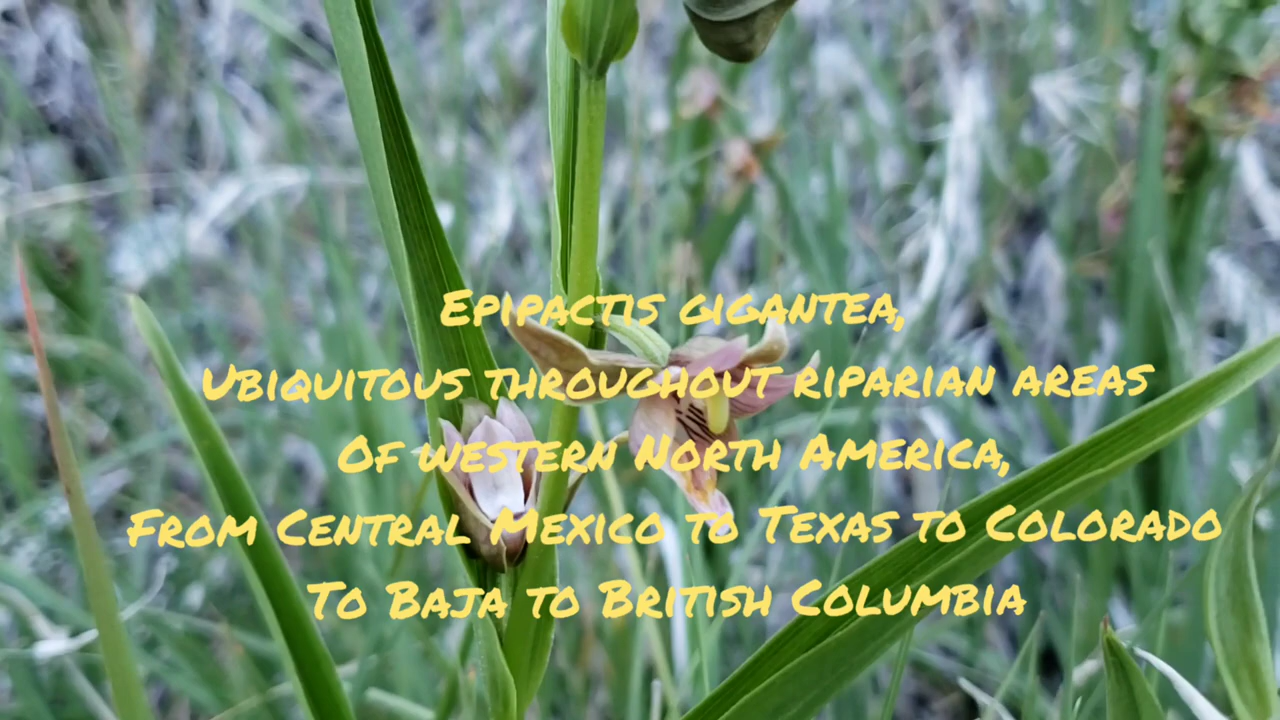 Epipactis gigantea,
Ubiquitous throughout riparian areas
Of western North America,
From Central Mexico to Texas to Colorado
To Baja to British Columbia